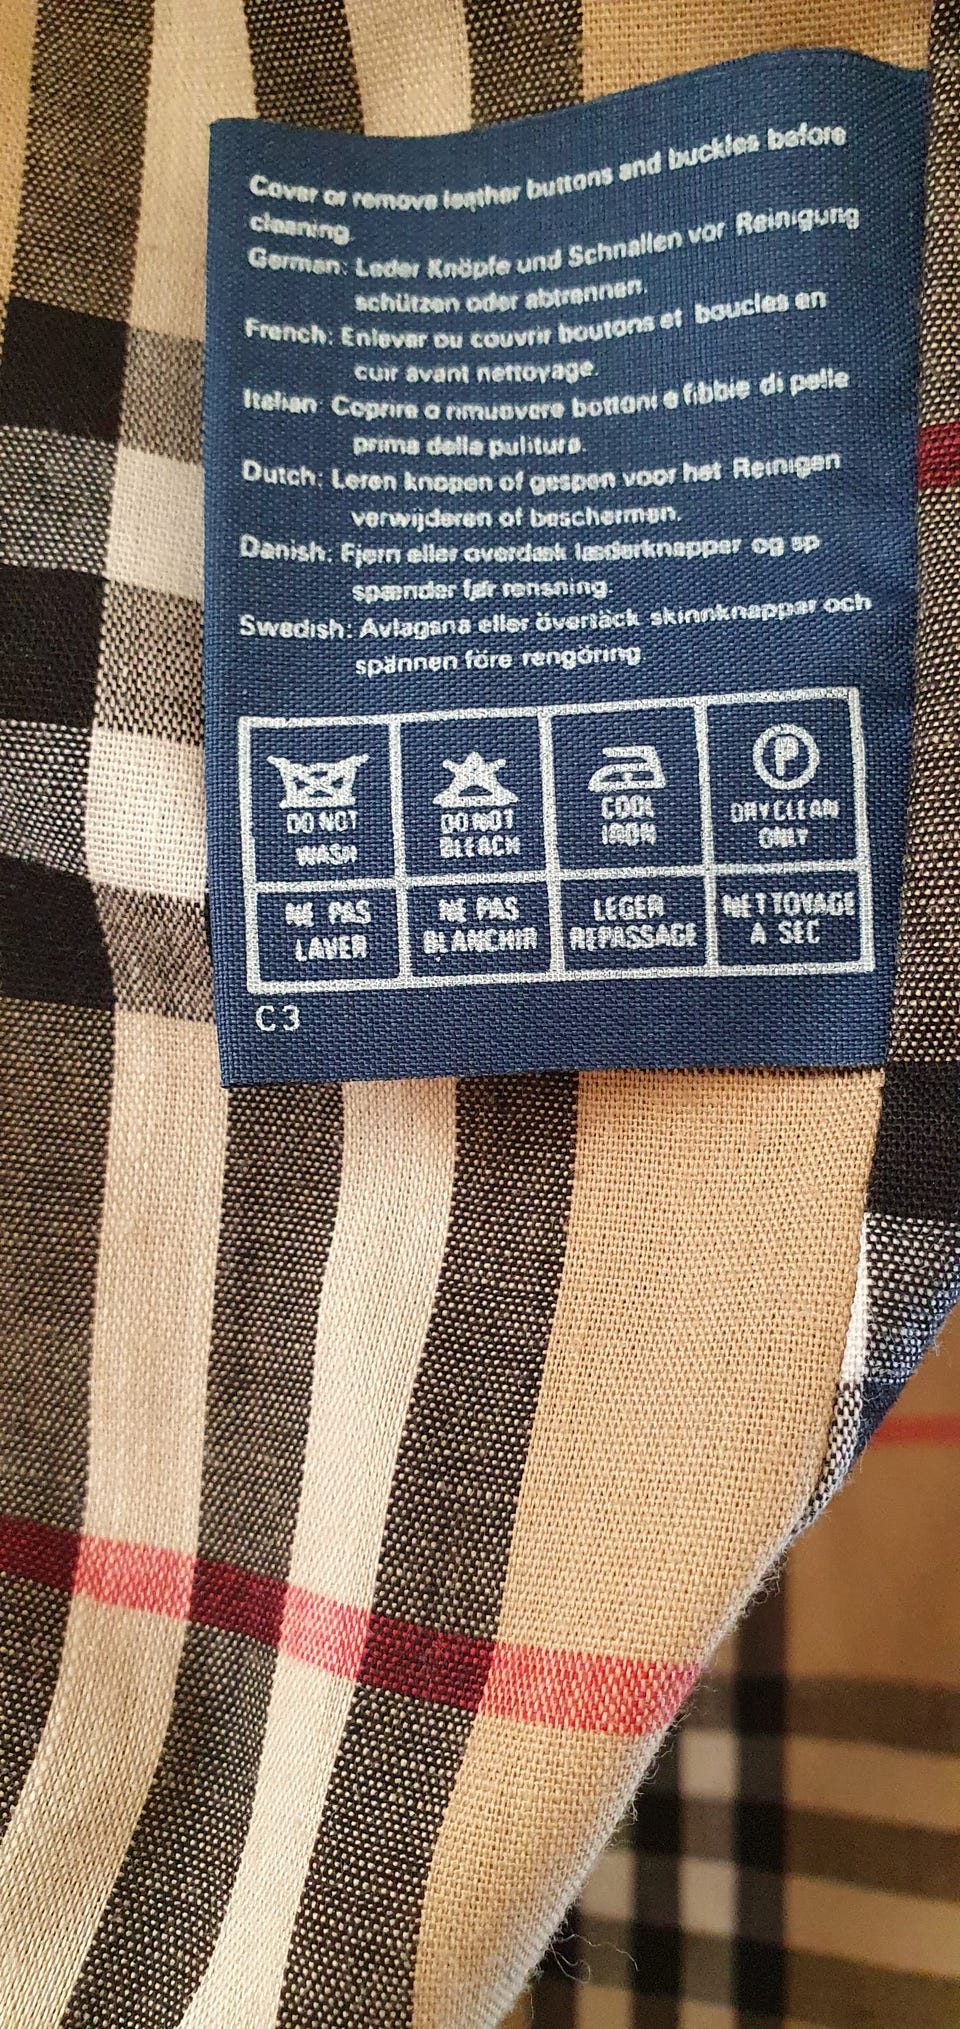 Cover or remove leather buttons and buckles before
cleaning.
German: Leder Knöpfe und Schnallen vor Reinigung
schützen oder abtrennen.
French: Enlever ou couvrir boutons et boucles en
cuir avant nettoyage.
Italian: Coprire o rimuovere bottoni e fibbie di pelle
prima della pulitura.
Dutch: Leren knopen of gespen voor het Reinigen
verwijderen of beschermen.
Danish: Fjern eller overdæk læderknapper og sp
spænder før rensning.
Swedish: Avlagsna eller övertäck skinnknappar och
spännen före rengöring.
P
DO NOT WASH
DO NOT BLEACH
COOL IRON
DRY CLEAN ONLY
NE PAS LAVER
NE PAS BLANCHIR
LEGER REPASSAGE
NETTOYAGE A SEC
C3